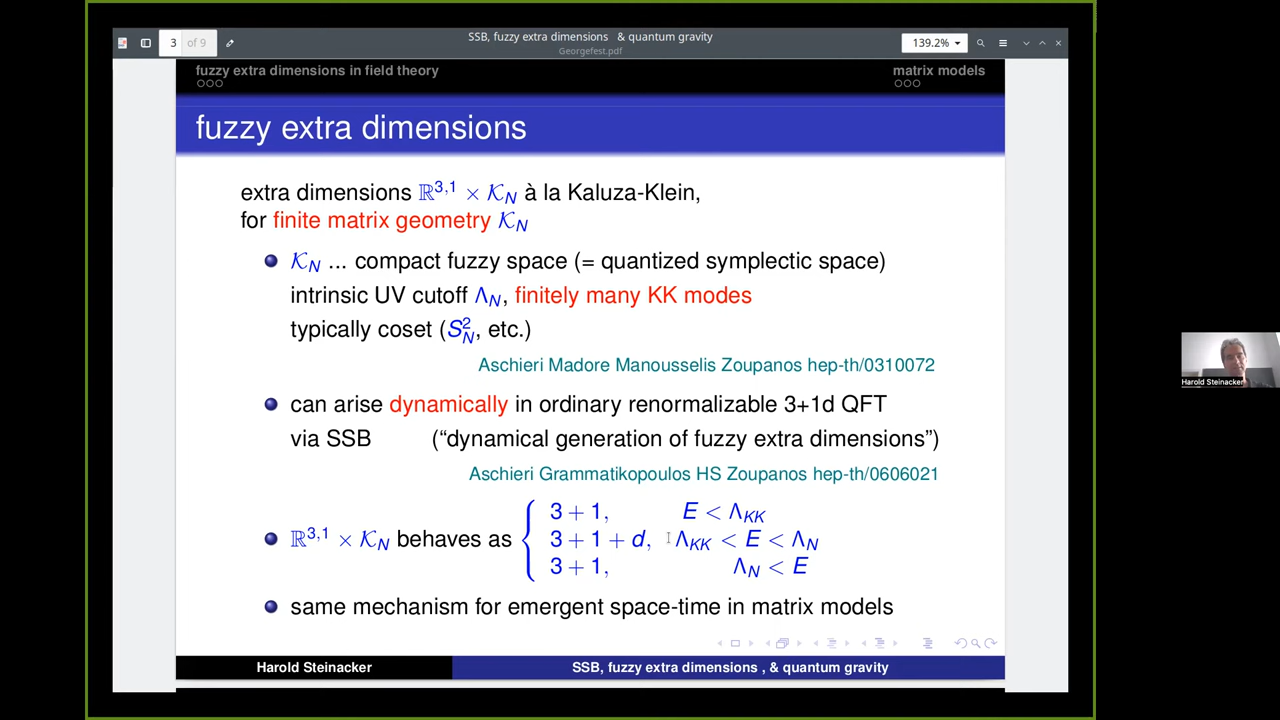 3 of 9
SSB, fuzzy extra dimensions & quantum gravity
Georgefest.pdf
139.2%
fuzzy extra dimensions in field theory
matrix models
fuzzy extra dimensions
extra dimensions ℝ^{3,1} × 𝒦_N à la Kaluza-Klein,
for finite matrix geometry 𝒦_N
𝒦_N ... compact fuzzy space (= quantized symplectic space)
intrinsic UV cutoff Λ_N, finitely many KK modes
typically coset (S²_N, etc.)
Aschieri Madore Manousselis Zoupanos hep-th/0310072
can arise dynamically in ordinary renormalizable 3+1d QFT
via SSB ("dynamical generation of fuzzy extra dimensions")
Aschieri Grammatikopoulos HS Zoupanos hep-th/0606021
3 + 1, E < Λ_{KK}
ℝ^{3,1} × 𝒦_N behaves as { 3 + 1 + d, Λ_{KK} < E < Λ_N
3 + 1, Λ_N < E
same mechanism for emergent space-time in matrix models
Harold Steinacker
SSB, fuzzy extra dimensions , & quantum gravity
Harold Steinacker